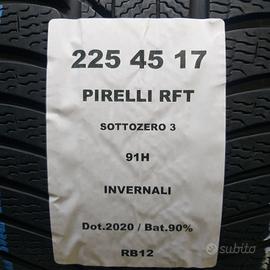 225 45 17
PIRELLI RFT
SOTTOZERO 3
91H
INVERNALI
Dot.2020 / Bat.90%
RB12
subito